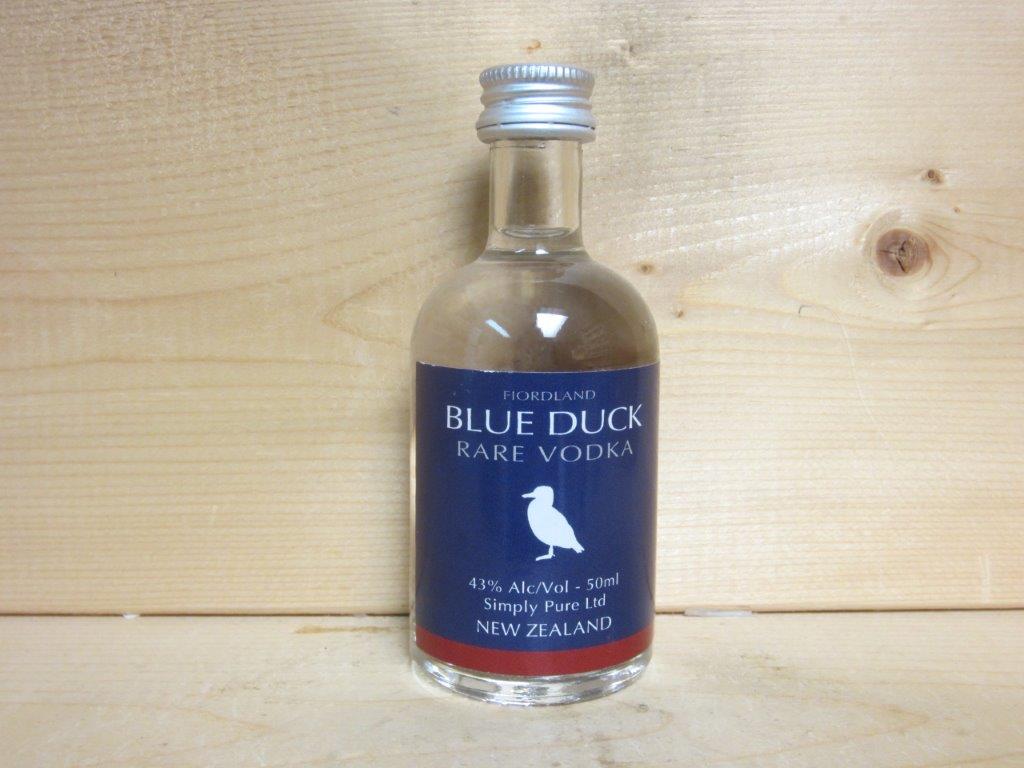 FIORDLAND
BLUE DUCK
RARE VODKA
43% Alc/Vol - 50ml
Simply Pure Ltd
NEW ZEALAND